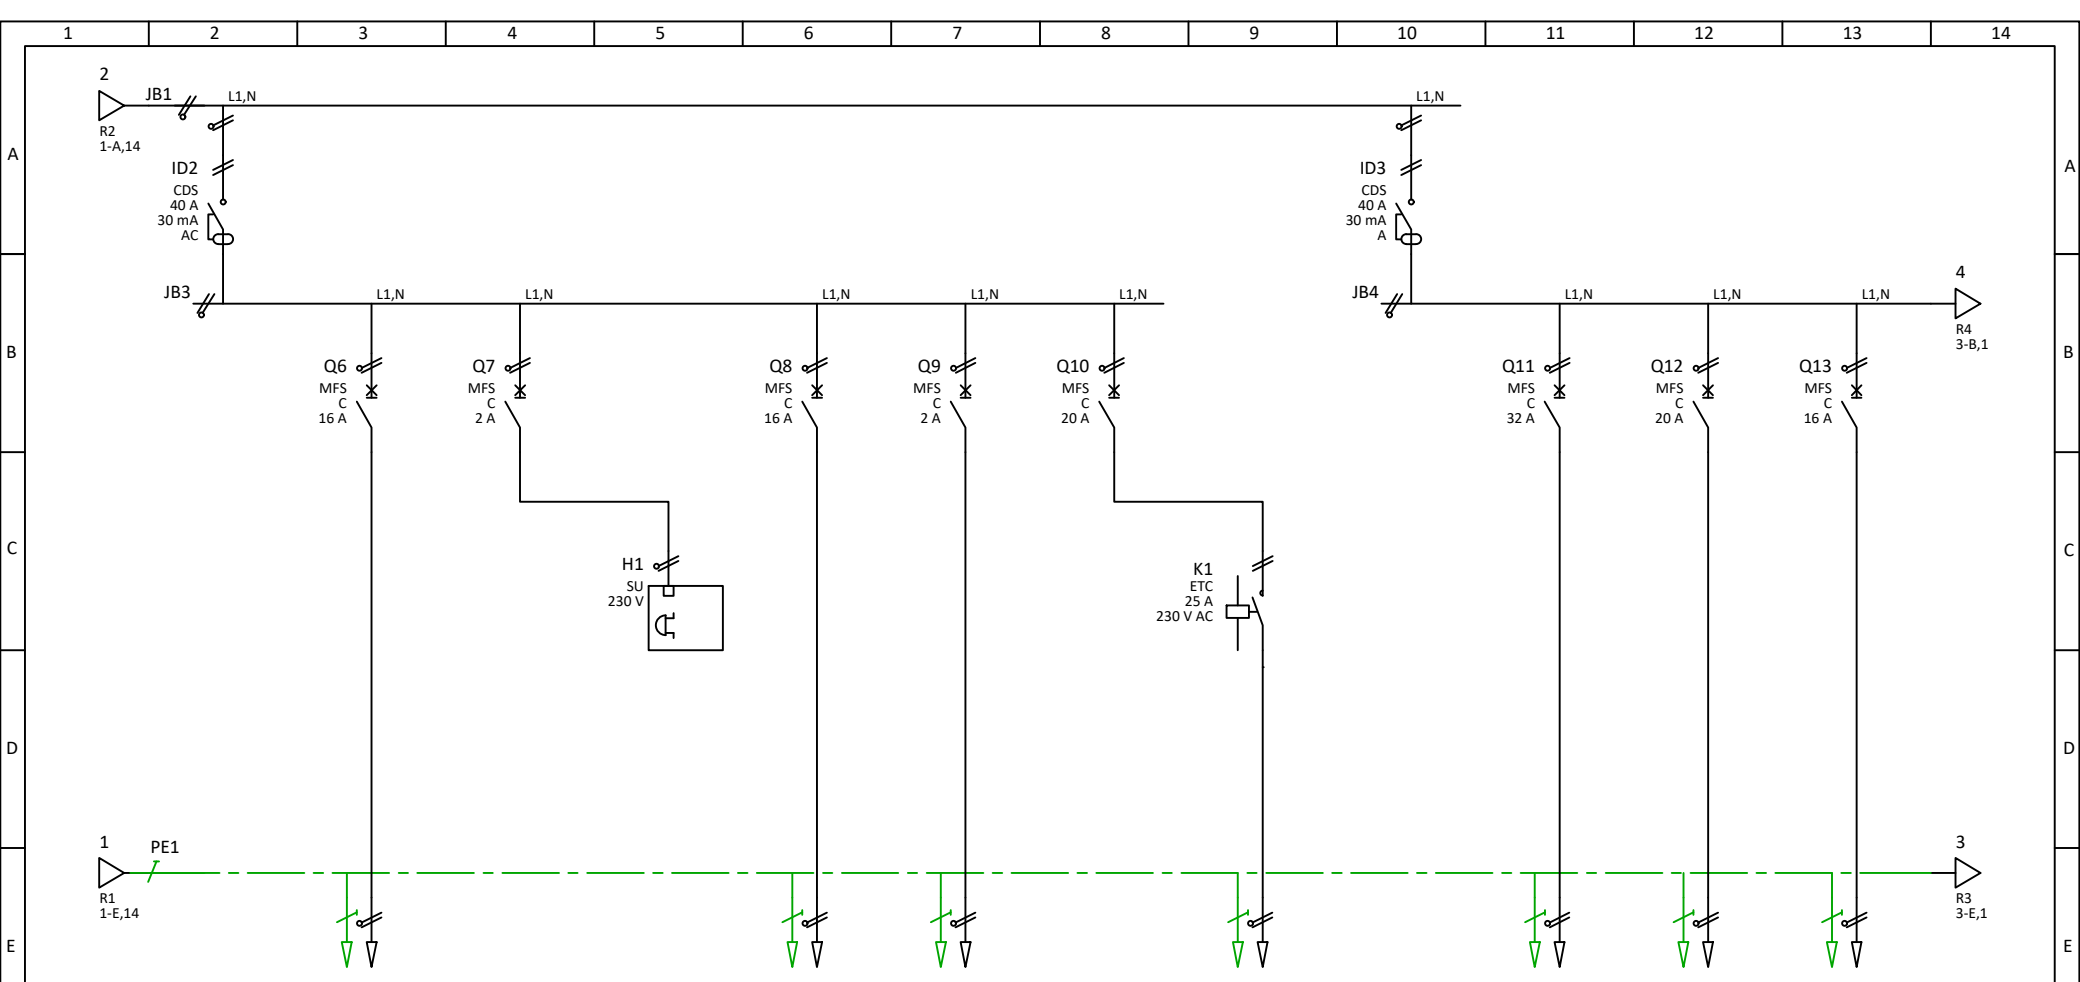 1 2 3 4 5 6 7 8 9 10 11 12 13 14
2
JB1 L1,N L1,N
R2
1-A,14
A A
ID2 ID3
CDS CDS
40 A 40 A
30 mA 30 mA
AC A
4
JB3 L1,N L1,N L1,N L1,N L1,N JB4 L1,N L1,N L1,N
R4
3-B,1
B B
Q6 Q7 Q8 Q9 Q10 Q11 Q12 Q13
MFS MFS MFS MFS MFS MFS MFS MFS
C C C C C C C C
16 A 2 A 16 A 2 A 20 A 32 A 20 A 16 A
C C
H1 K1
SU ETC
230 V 25 A
230 V AC
D D
1 3
PE1
R1 R3
1-E,14 3-E,1
E E